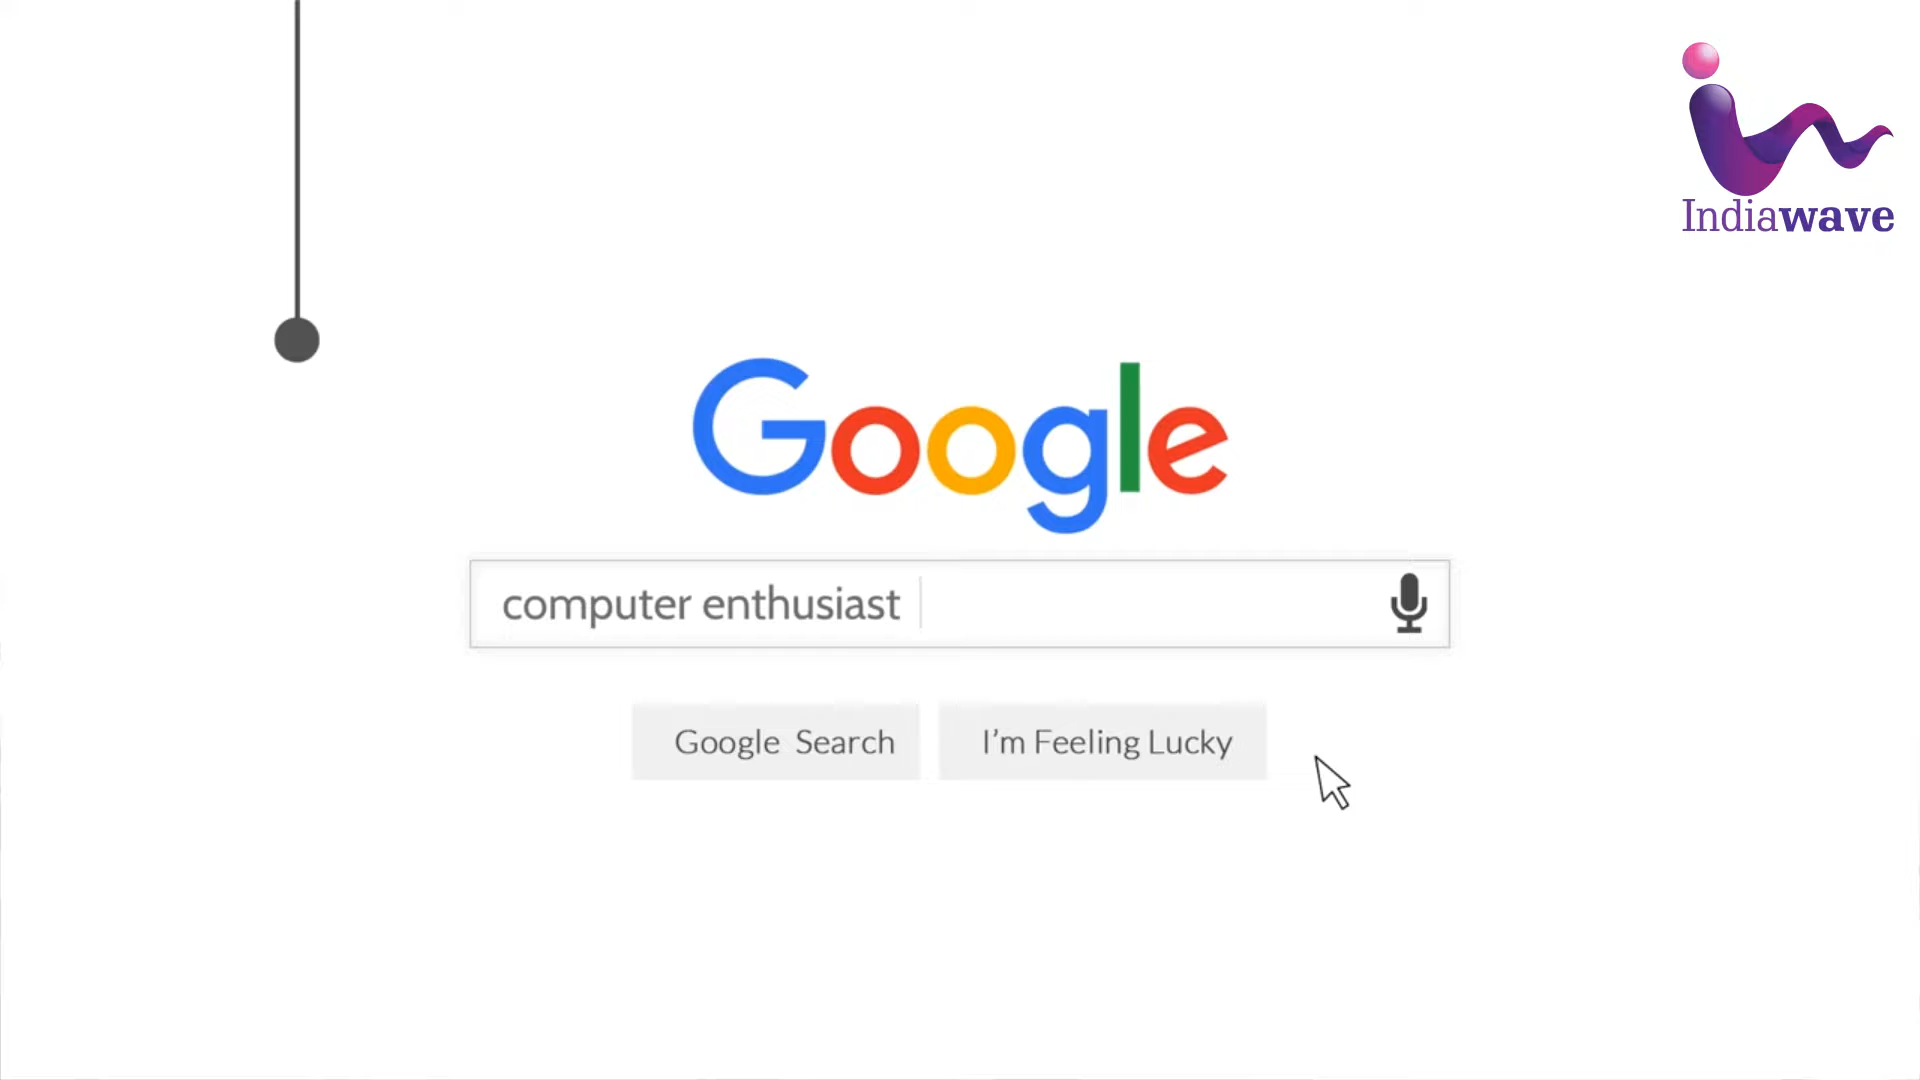 Indiawave
Google
computer enthusiast
Google Search
I'm Feeling Lucky